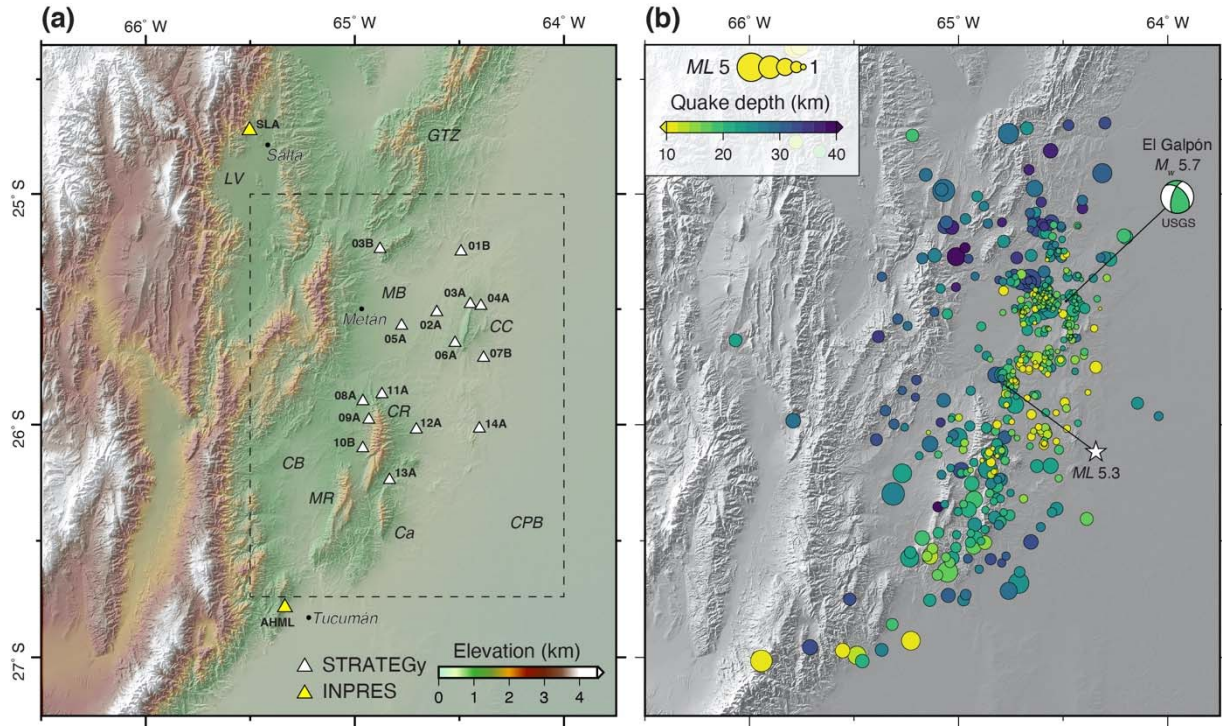 (a)
66° W
65° W
64° W
SLA
Salta
GTZ
LV
25° S
03B
01B
MB
03A
04A
Metán
02A
CC
05A
06A
07B
11A
08A
CR
09A
26° S
12A
14A
10B
CB
13A
MR
Ca
CPB
AHML
Tucumán
27° S
STRATEGy
INPRES
Elevation (km)
0 1 2 3 4
(b)
66° W
65° W
64° W
ML 5 1
Quake depth (km)
10 20 30 40
El Galpón
Mw 5.7
USGS
ML 5.3